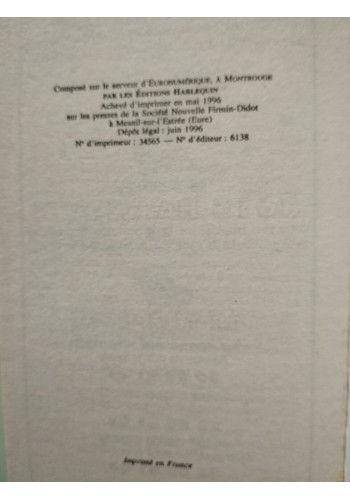 Composé sur le serveur d'EURONUMÉRIQUE, À MONTROUGE
PAR LES ÉDITIONS HARLEQUIN
Achevé d'imprimer en mai 1996
sur les presses de la Société Nouvelle Firmin-Didot
à Mesnil-sur-l'Estrée (Eure)
Dépôt légal : juin 1996
N° d'imprimeur : 34565 — N° d'éditeur : 6138
Imprimé en France